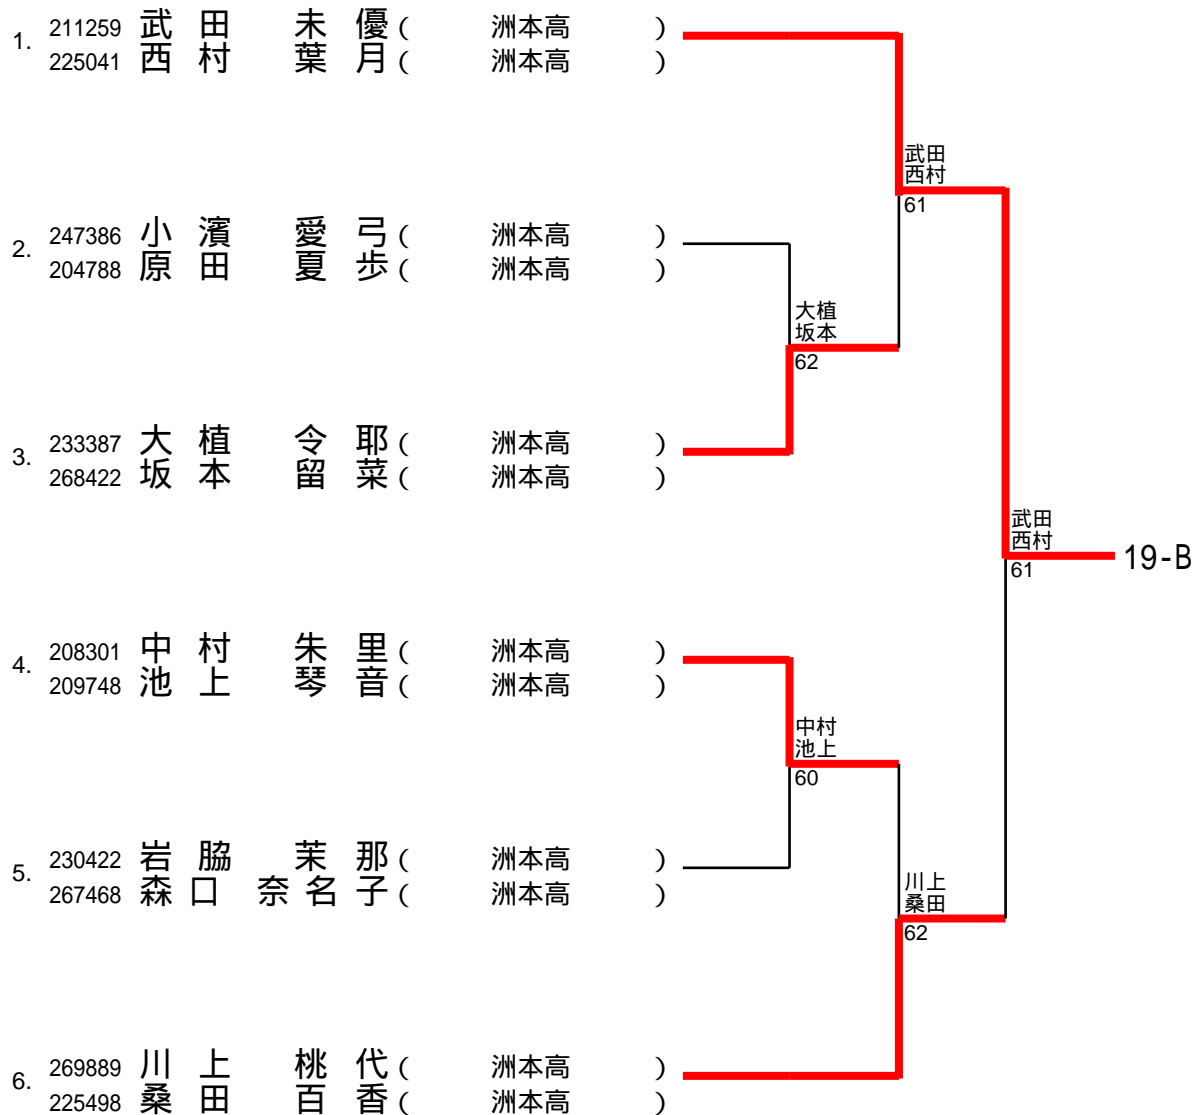 1. 211259 武田 未優 ( 洲本高 )
225041 西村 葉月 ( 洲本高 )
武田
西村
61
2. 247386 小濱 愛弓 ( 洲本高 )
204788 原田 夏歩 ( 洲本高 )
大植
坂本
62
3. 233387 大植 令耶 ( 洲本高 )
268422 坂本 留菜 ( 洲本高 )
武田
西村
61
19-B
4. 208301 中村 朱里 ( 洲本高 )
209748 池上 琴音 ( 洲本高 )
中村
池上
60
5. 230422 岩脇 茉那 ( 洲本高 )
267468 森口 奈名子 ( 洲本高 )
川上
桑田
62
6. 269889 川上 桃代 ( 洲本高 )
225498 桑田 百香 ( 洲本高 )